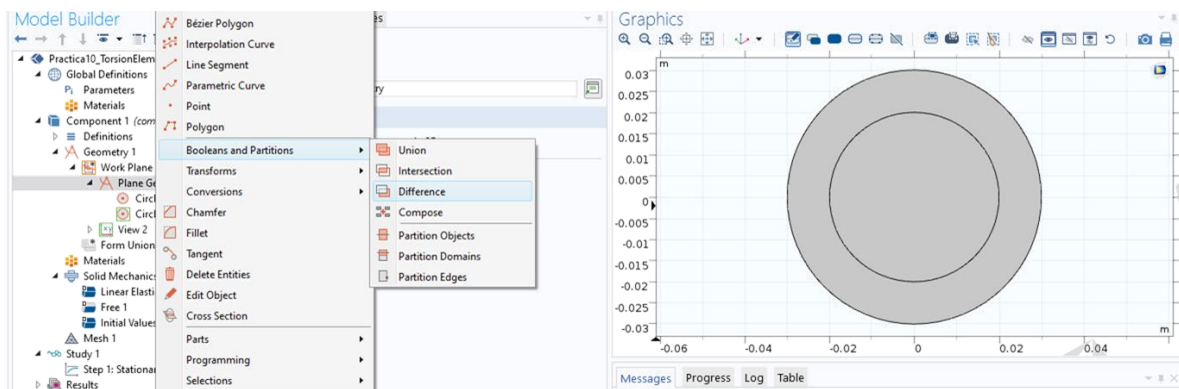 Model Builder
Practica10_TorsionElem
Global Definitions
Pi Parameters
Materials
Component 1 (com
Definitions
Geometry 1
Work Plane
Plane Ge
Circl
Circl
View 2
Form Union
Materials
Solid Mechanics
Linear Elasti
Free 1
Initial Values
Mesh 1
Study 1
Step 1: Stationar
Results
Bézier Polygon
Interpolation Curve
Line Segment
Parametric Curve
Point
Polygon
Booleans and Partitions
Transforms
Conversions
Chamfer
Fillet
Tangent
Delete Entities
Edit Object
Cross Section
Parts
Programming
Selections
Union
Intersection
Difference
Compose
Partition Objects
Partition Domains
Partition Edges
ry
Graphics
m
0.03
0.025
0.02
0.015
0.01
0.005
0
-0.005
-0.01
-0.015
-0.02
-0.025
-0.03
m
-0.06 -0.04 -0.02 0 0.02 0.04
Messages Progress Log Table